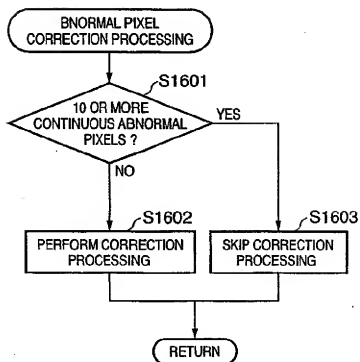 BNORMAL PIXEL
CORRECTION PROCESSING
S1601
10 OR MORE
CONTINUOUS ABNORMAL
PIXELS ?
YES
NO
S1602
PERFORM CORRECTION
PROCESSING
S1603
SKIP CORRECTION
PROCESSING
RETURN